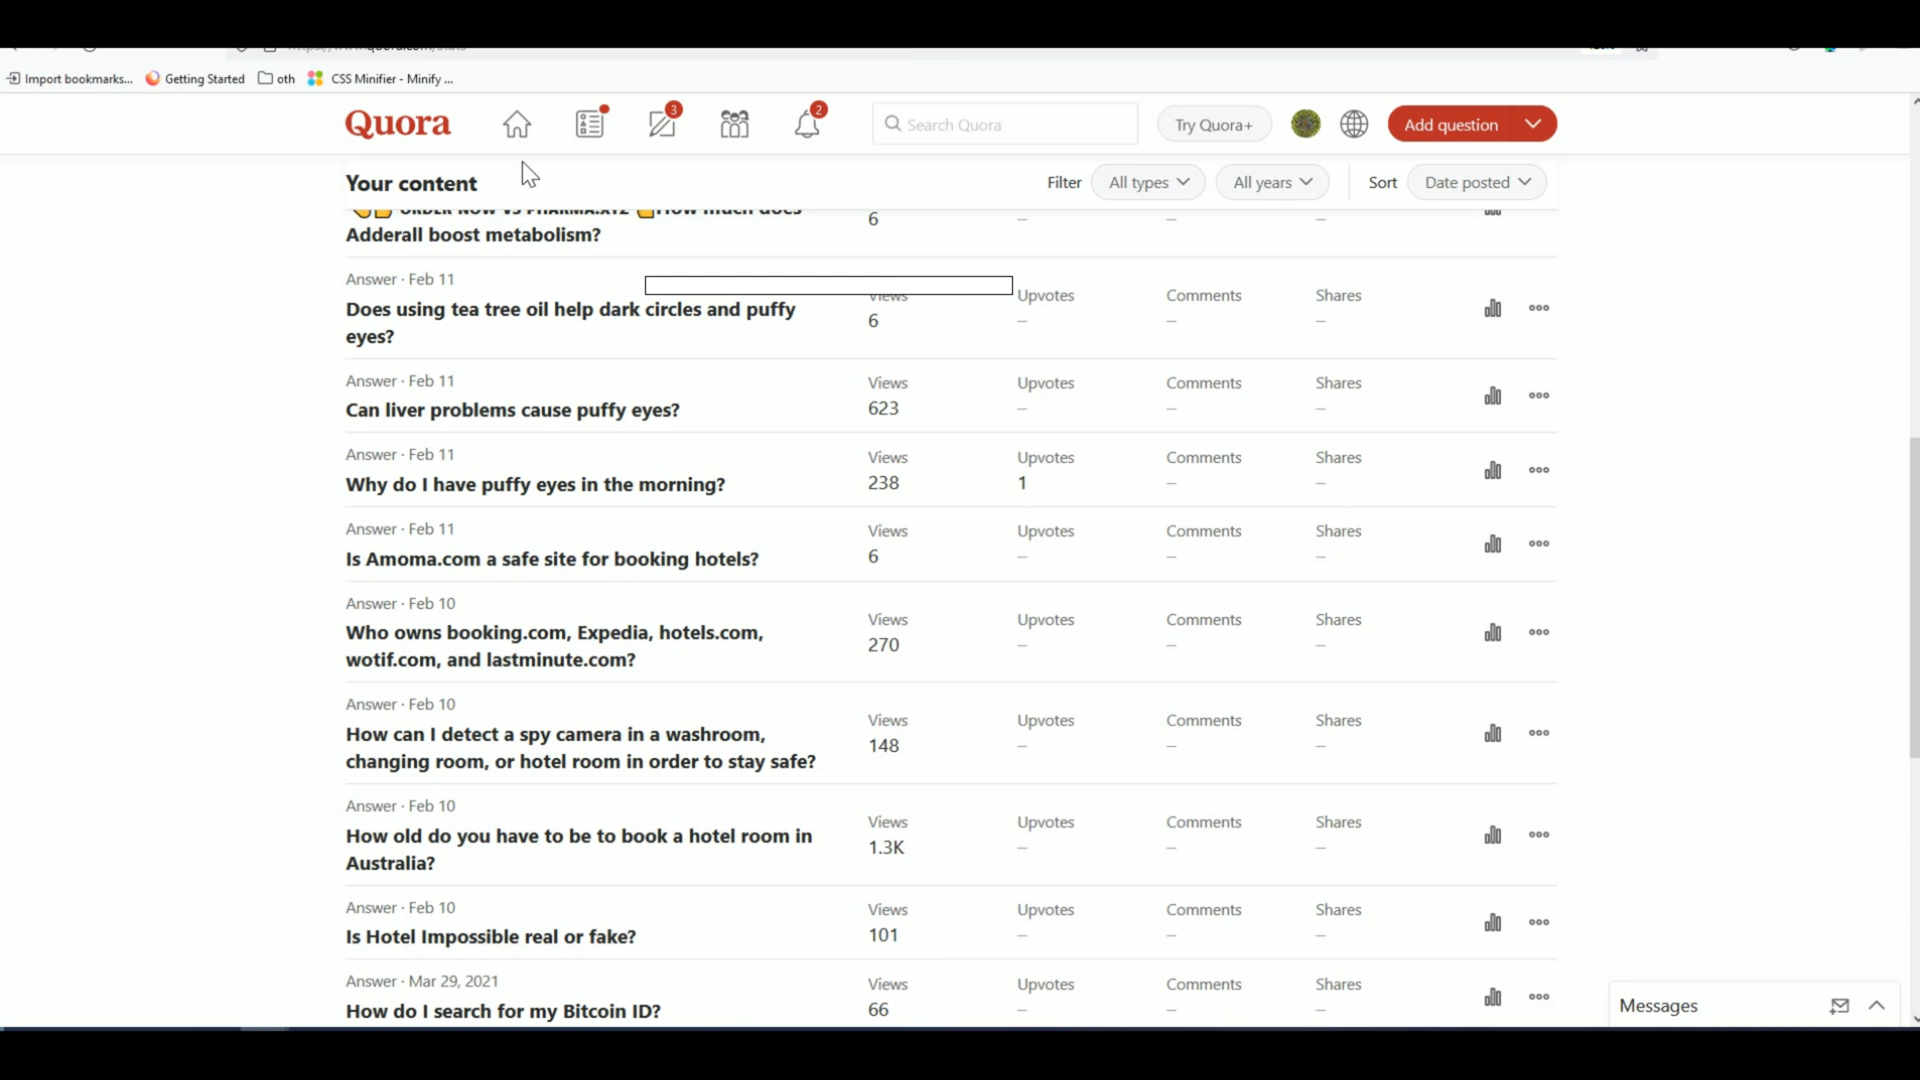 Import bookmarks... Getting Started oth CSS Minifier - Minify ...
Quora 3 2 Search Quora Try Quora+ Add question
Your content Filter All types All years Sort Date posted
6 – – –
Adderall boost metabolism?
Answer · Feb 11
Views Upvotes Comments Shares
Does using tea tree oil help dark circles and puffy
6 – – –
eyes?
Answer · Feb 11
Views Upvotes Comments Shares
Can liver problems cause puffy eyes?
623 – – –
Answer · Feb 11
Views Upvotes Comments Shares
Why do I have puffy eyes in the morning?
238 1 – –
Answer · Feb 11
Views Upvotes Comments Shares
Is Amoma.com a safe site for booking hotels?
6 – – –
Answer · Feb 10
Views Upvotes Comments Shares
Who owns booking.com, Expedia, hotels.com,
270 – – –
wotif.com, and lastminute.com?
Answer · Feb 10
Views Upvotes Comments Shares
How can I detect a spy camera in a washroom,
148 – – –
changing room, or hotel room in order to stay safe?
Answer · Feb 10
Views Upvotes Comments Shares
How old do you have to be to book a hotel room in
1.3K – – –
Australia?
Answer · Feb 10
Views Upvotes Comments Shares
Is Hotel Impossible real or fake?
101 – – –
Answer · Mar 29, 2021
Views Upvotes Comments Shares
How do I search for my Bitcoin ID?
66 – – –
Messages